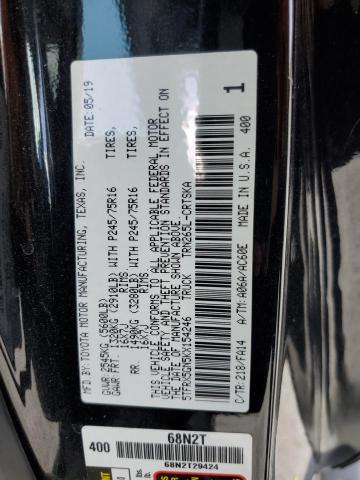 MFD. BY:
TOYOTA MOTOR MANUFACTURING, TEXAS, INC.
DATE: 05/19
GVWR 2545KG (5600LB)
GAWR FRT. 1320KG (2910LB) WITH P245/75R16 TIRES,
16X7J RIMS,
RR. 1490KG (3280LB) WITH P245/75R16 TIRES,
16X7J RIMS,
THIS VEHICLE CONFORMS TO ALL APPLICABLE FEDERAL MOTOR
VEHICLE SAFETY AND THEFT PREVENTION STANDARDS IN EFFECT ON
THE DATE OF MANUFACTURE SHOWN ABOVE.
5TFRX5GN5KX154246 TRUCK TRN265L-CRTSKA
C/TR: 218/FA14 A/TM: A06A/AC60E
MADE IN U.S.A. 400
1
400 68N2T
68N2T29424